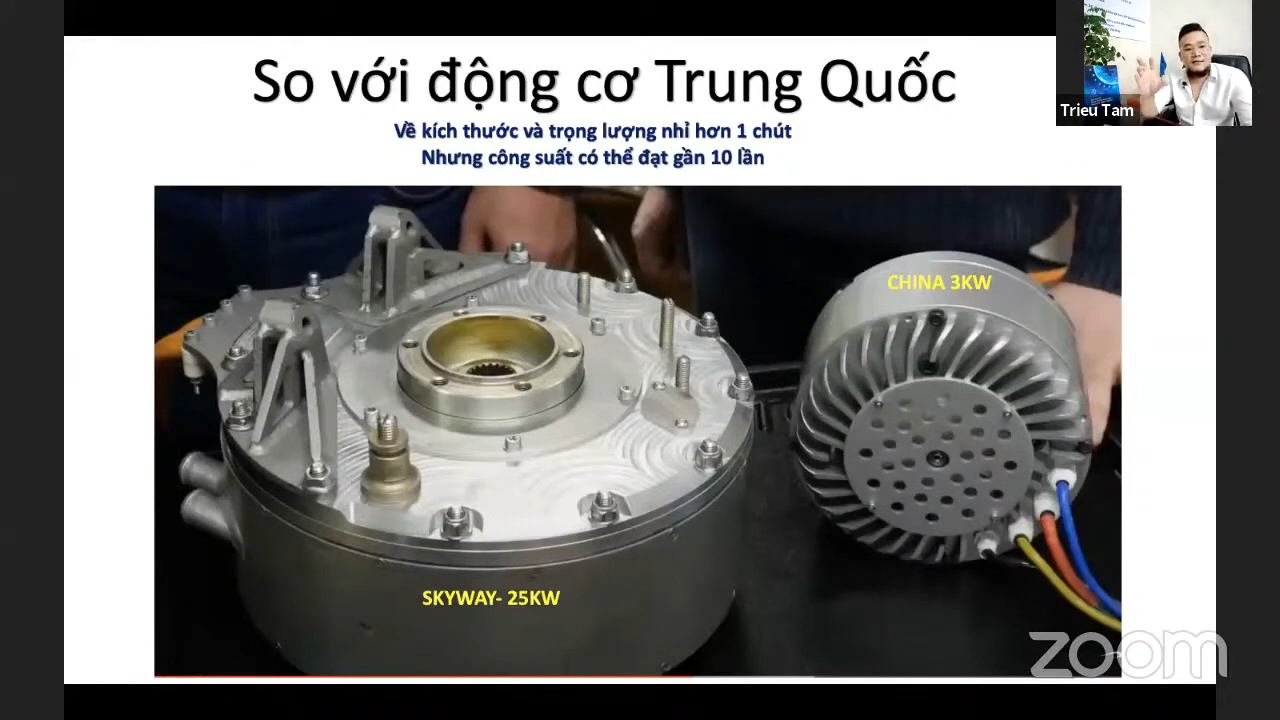 So với động cơ Trung Quốc
Về kích thước và trọng lượng nhỉ hơn 1 chút
Nhưng công suất có thể đạt gần 10 lần
Trieu Tam
CHINA 3KW
SKYWAY- 25KW
zoom